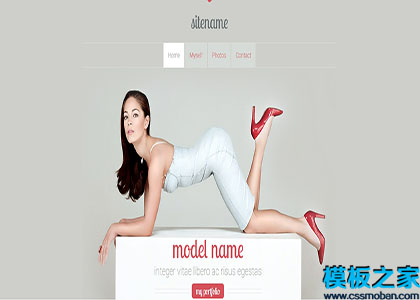 sitename
Home Myself Photos Contact
model name
integer vitae libero ac risus egestas
my portfolio
模板之家
www.cssmoban.com